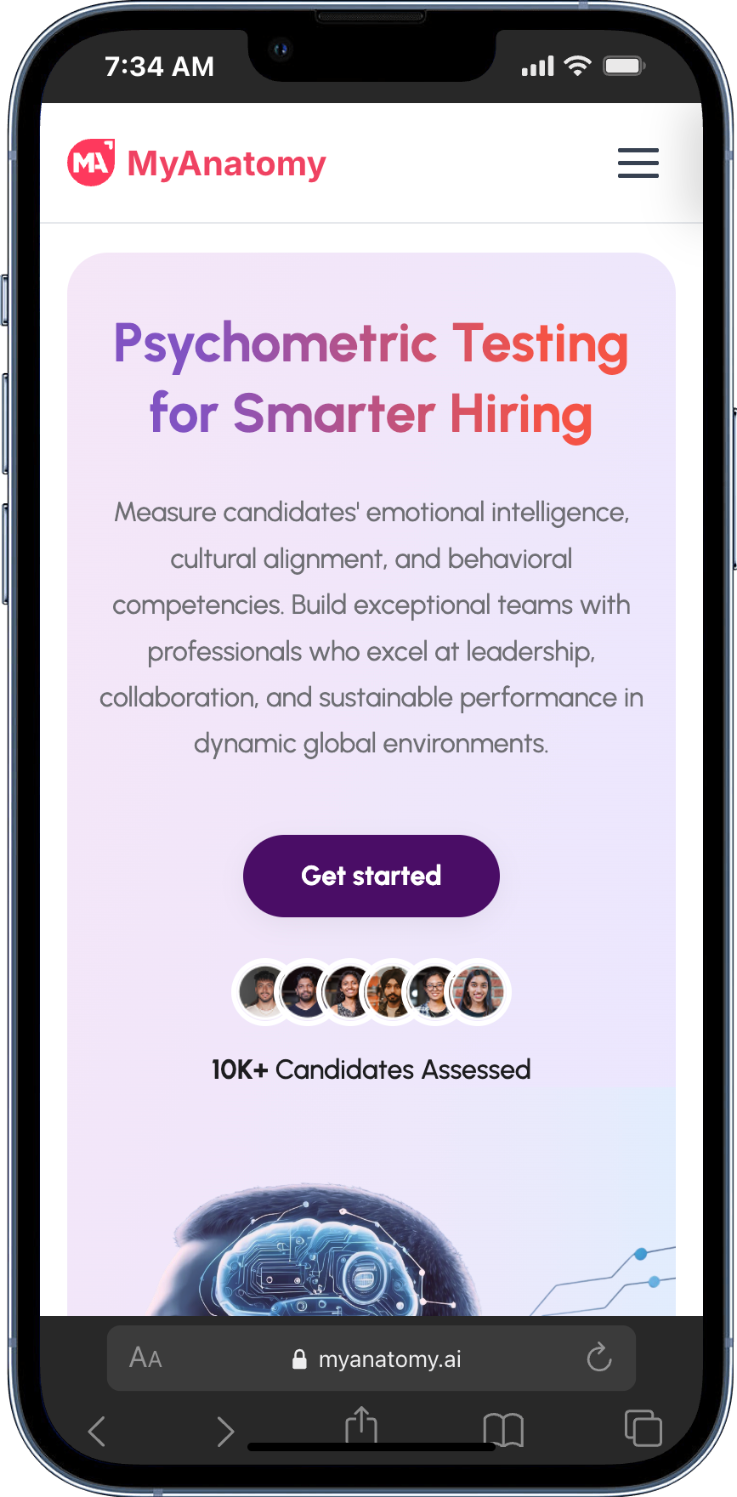 7:34 AM
MA MyAnatomy
Psychometric Testing
for Smarter Hiring
Measure candidates' emotional intelligence,
cultural alignment, and behavioral
competencies. Build exceptional teams with
professionals who excel at leadership,
collaboration, and sustainable performance in
dynamic global environments.
Get started
10K+ Candidates Assessed
AA myanatomy.ai